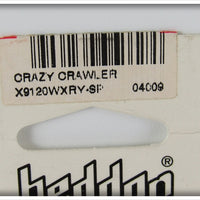 CRAZY CRAWLER
X9120WXRY-SP 04009
heddon ®